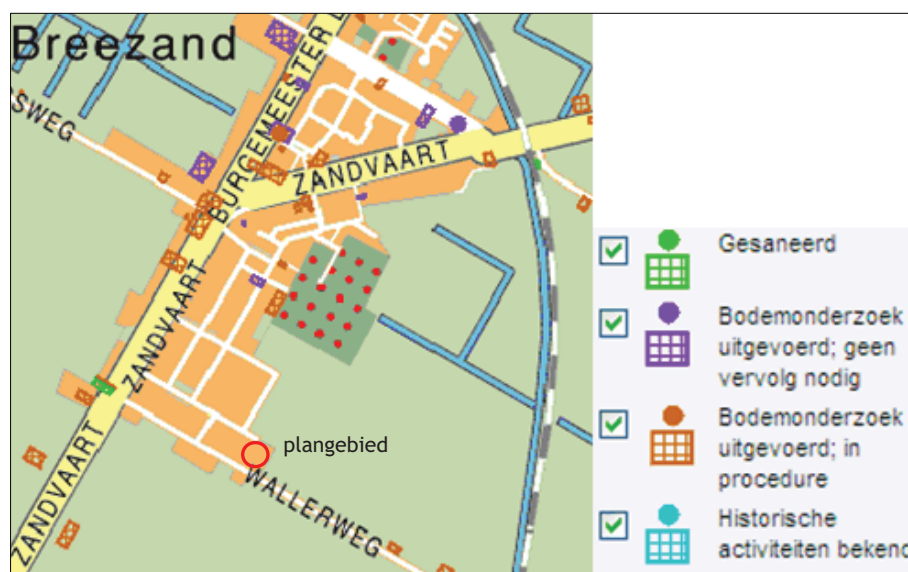 Breezand
SWEG
BURGEMEESTER
ZANDVAART
ZANDVAART
ZANDVAART
plangebied
WALLERWEG
Gesaneerd
Bodemonderzoek
uitgevoerd; geen
vervolg nodig
Bodemonderzoek
uitgevoerd; in
procedure
Historische
activiteiten bekend